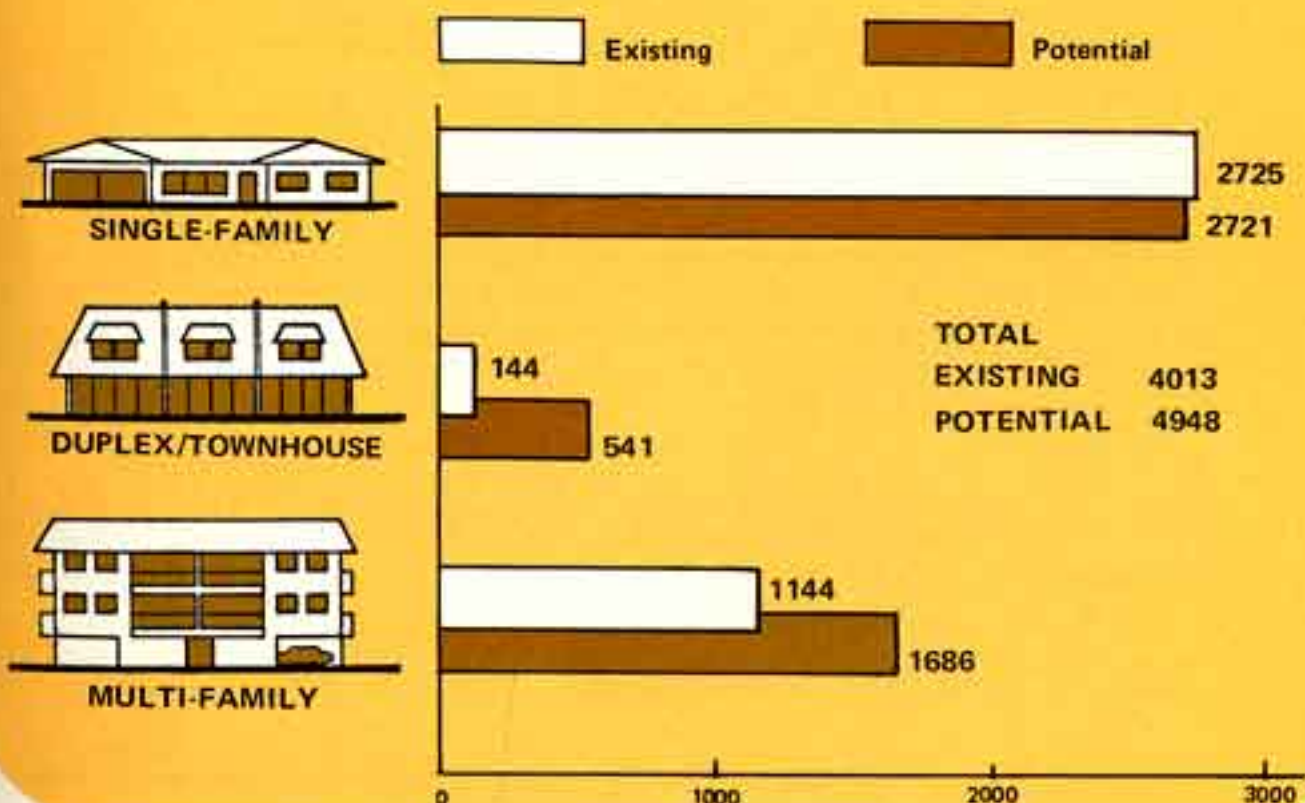 Existing
Potential
SINGLE-FAMILY
2725
2721
DUPLEX/TOWNHOUSE
144
541
TOTAL
EXISTING 4013
POTENTIAL 4948
MULTI-FAMILY
1144
1686
0 1000 2000 3000